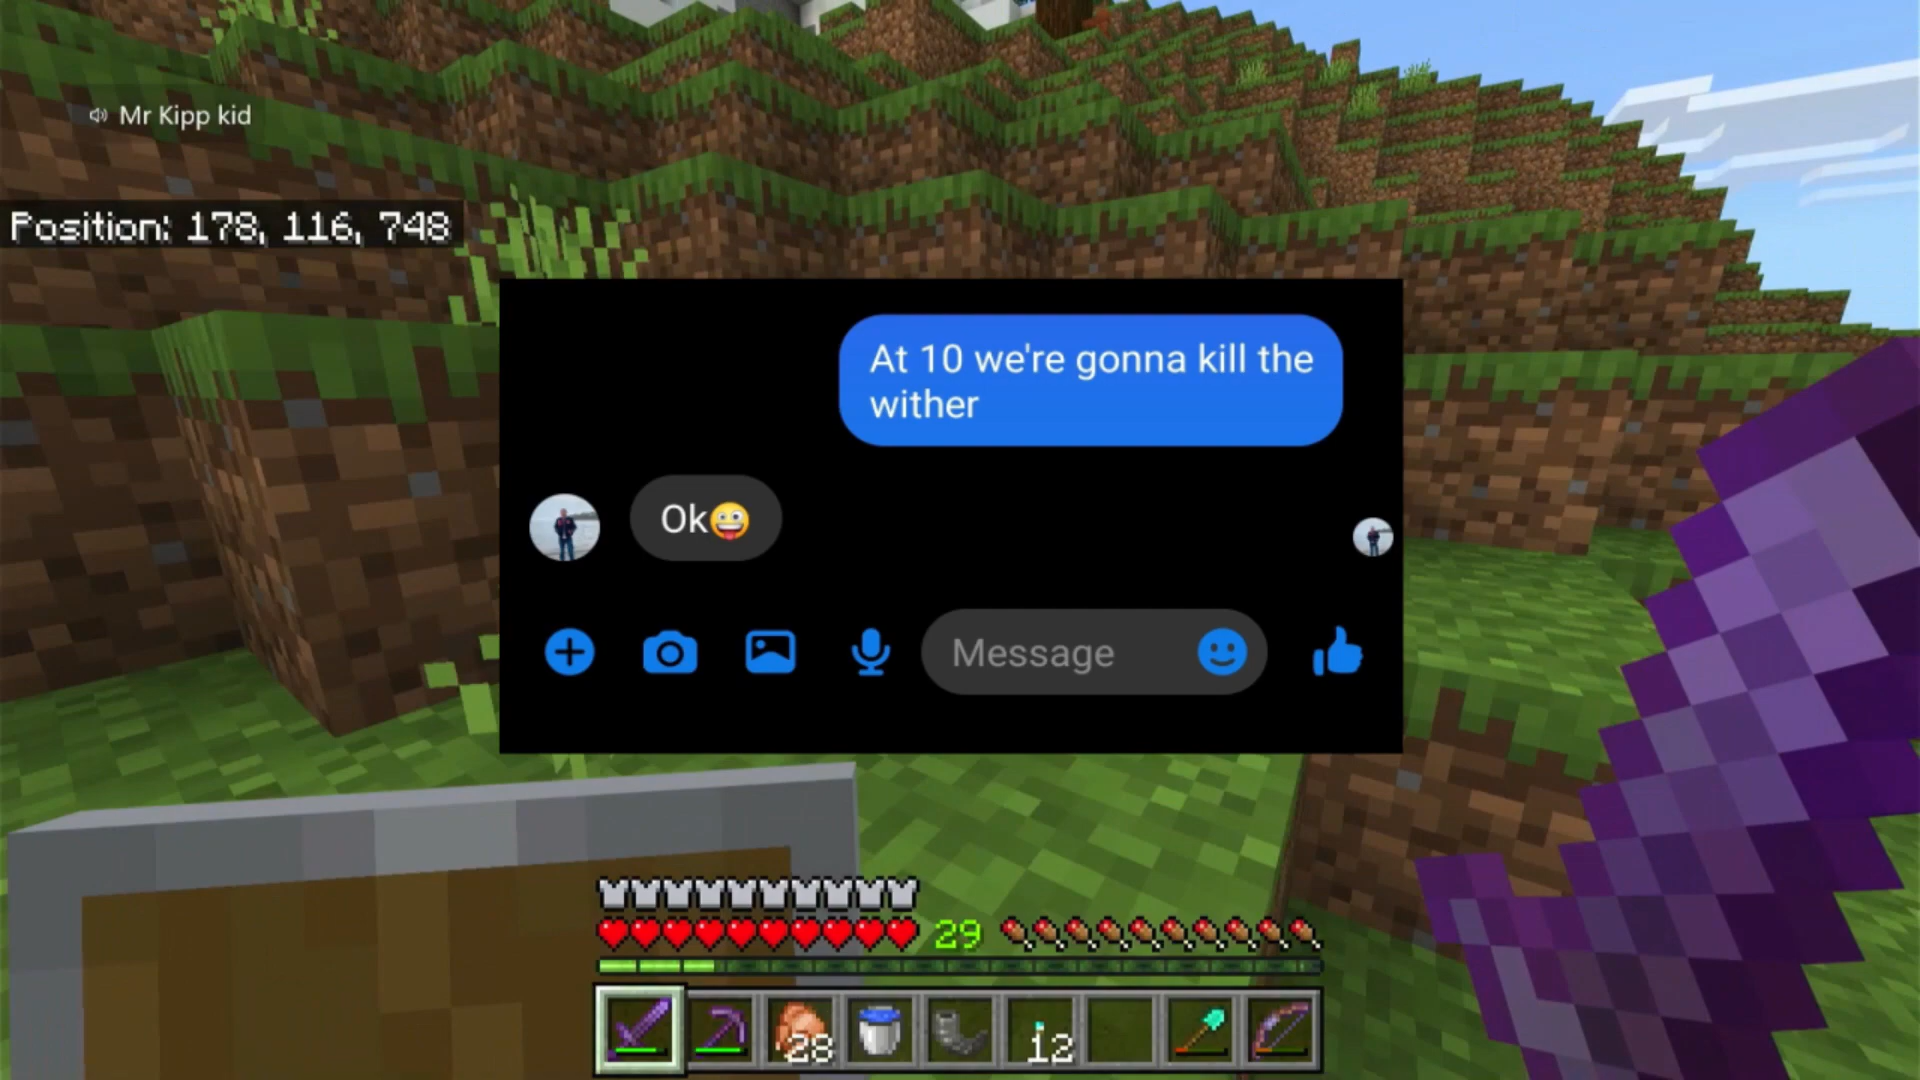 Mr Kipp kid
Position: 178, 116, 748
At 10 we're gonna kill the
wither
Ok😜
Message
29
28
12